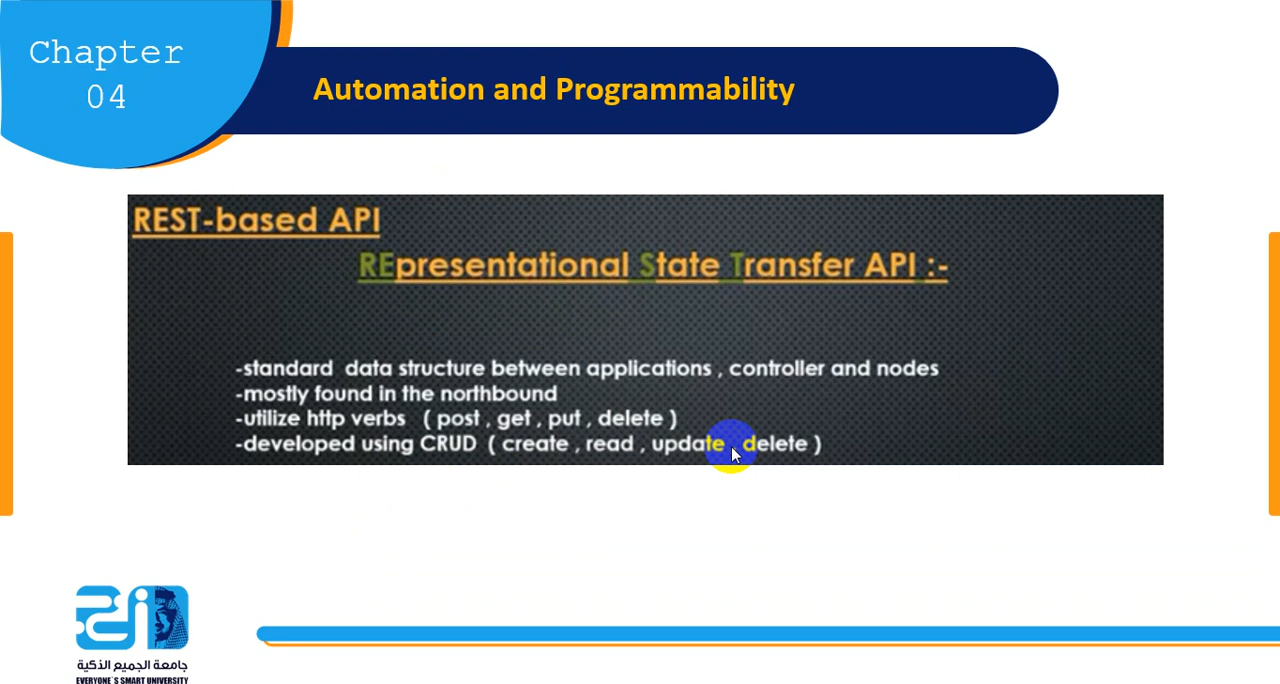 Chapter
04
Automation and Programmability
REST-based API
REpresentational State Transfer API :-
-standard data structure between applications , controller and nodes
-mostly found in the northbound
-utilize http verbs ( post , get , put , delete )
-developed using CRUD ( create , read , update , delete )
جامعة الجميع الذكية
EVERYONE`S SMART UNIVERSITY